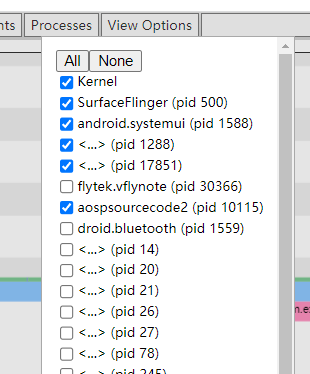 nts Processes View Options
All None
Kernel
SurfaceFlinger (pid 500)
android.systemui (pid 1588)
<...> (pid 1288)
<...> (pid 17851)
flytek.vflynote (pid 30366)
aospsourcecode2 (pid 10115)
droid.bluetooth (pid 1559)
<...> (pid 14)
<...> (pid 20)
<...> (pid 21)
<...> (pid 26)
m.e
<...> (pid 27)
<...> (pid 78)
<...> (pid 245)